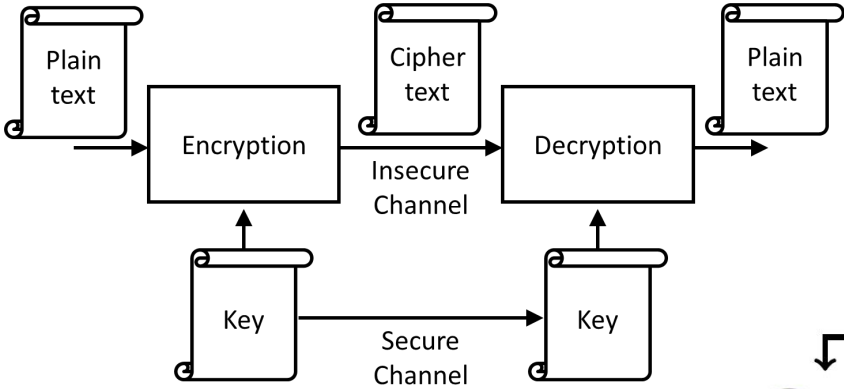 Plain
text
Cipher
text
Plain
text
Encryption
Decryption
Insecure
Channel
Key
Key
Secure
Channel